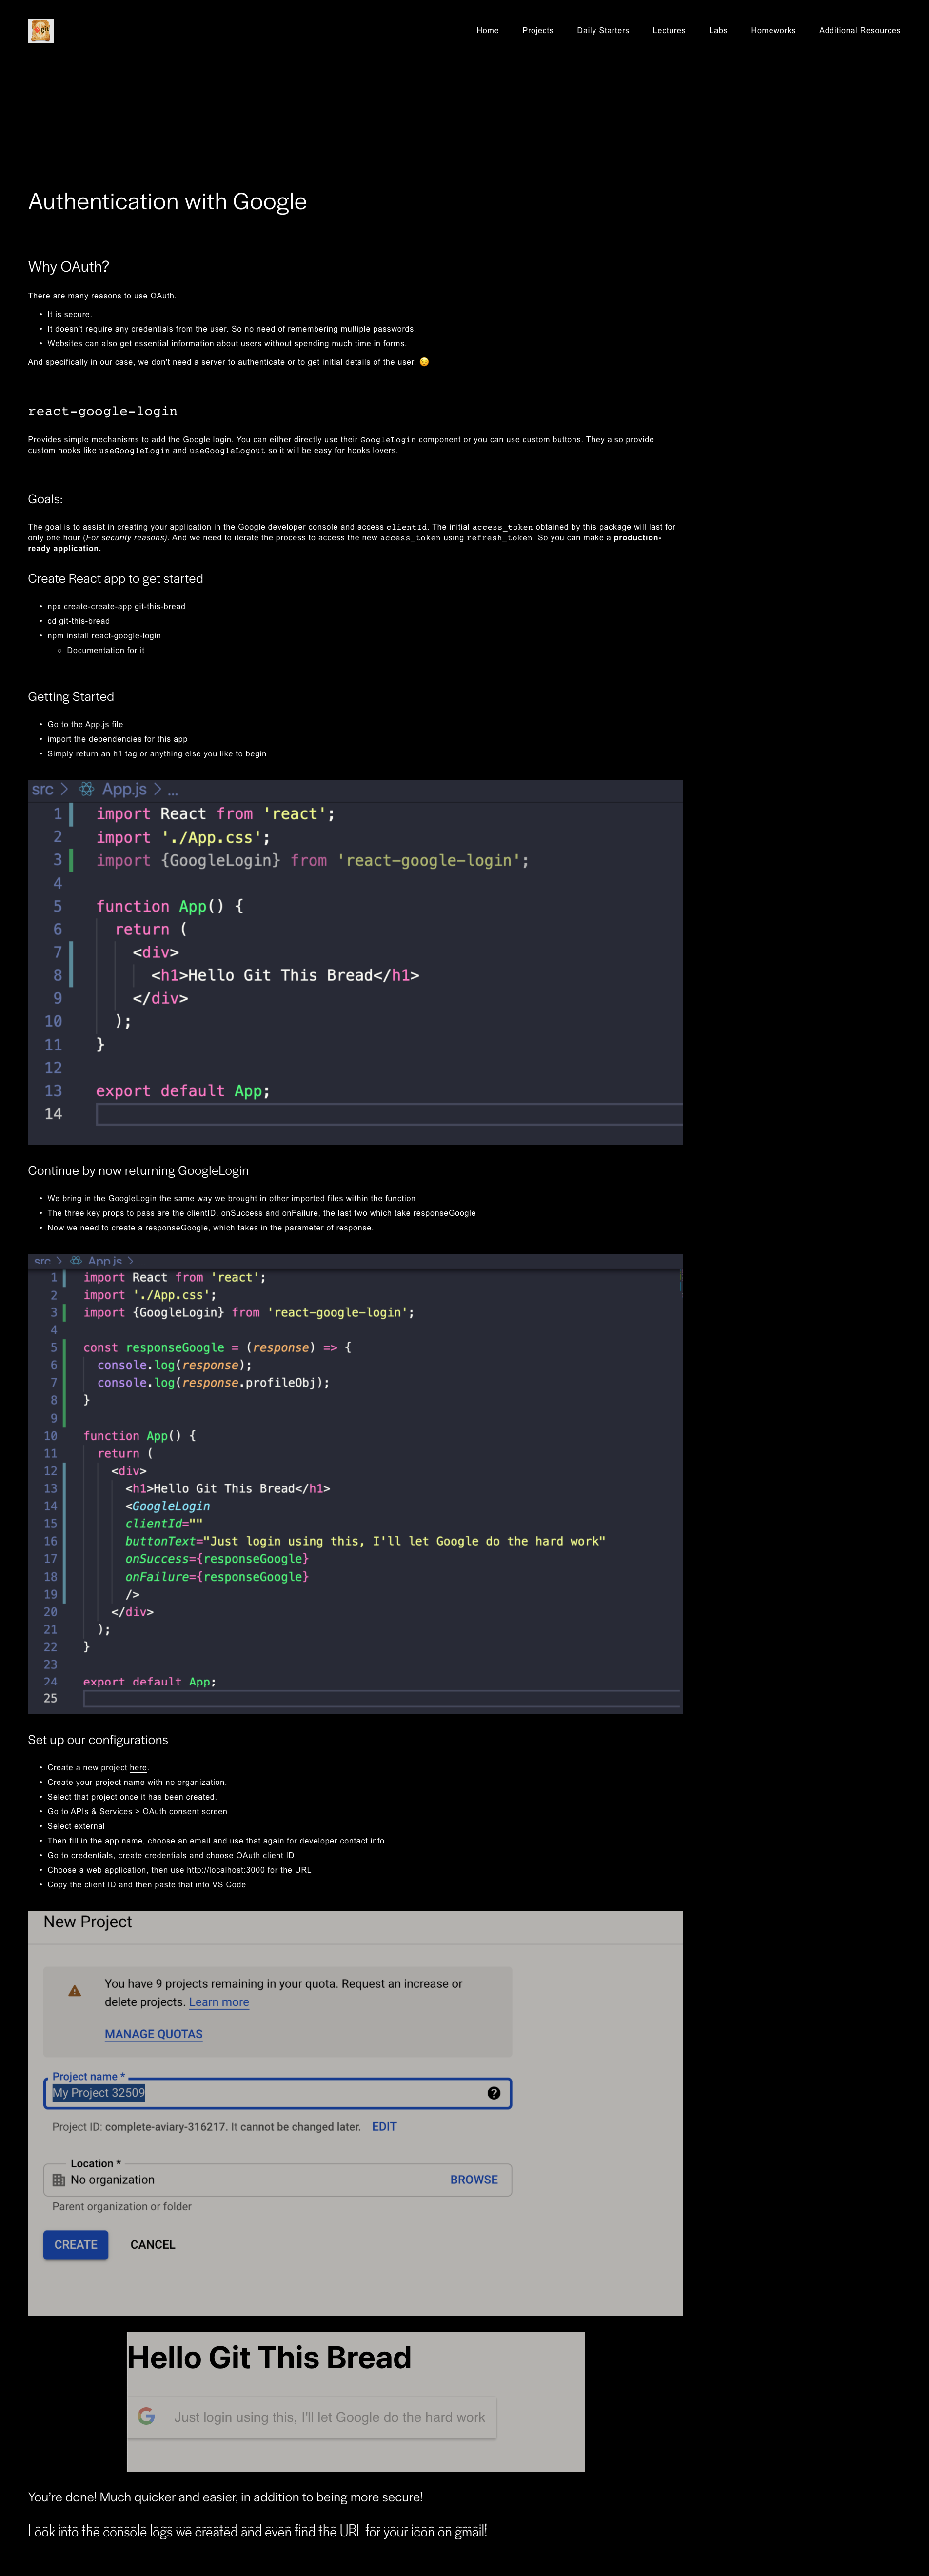 Home Projects Daily Starters Lectures Labs Homeworks Additional Resources
Authentication with Google
Why OAuth?
There are many reasons to use OAuth.
• It is secure.
• It doesn't require any credentials from the user. So no need of remembering multiple passwords.
• Websites can also get essential information about users without spending much time in forms.
And specifically in our case, we don't need a server to authenticate or to get initial details of the user. 😉
react-google-login
Provides simple mechanisms to add the Google login. You can either directly use their GoogleLogin component or you can use custom buttons. They also provide
custom hooks like useGoogleLogin and useGoogleLogout so it will be easy for hooks lovers.
Goals:
The goal is to assist in creating your application in the Google developer console and access clientId. The initial access_token obtained by this package will last for
only one hour (For security reasons). And we need to iterate the process to access the new access_token using refresh_token. So you can make a production-
ready application.
Create React app to get started
• npx create-create-app git-this-bread
• cd git-this-bread
• npm install react-google-login
○ Documentation for it
Getting Started
• Go to the App.js file
• import the dependencies for this app
• Simply return an h1 tag or anything else you like to begin
src > App.js > ...
1 import React from 'react';
2 import './App.css';
3 import {GoogleLogin} from 'react-google-login';
4
5 function App() {
6 return (
7 <div>
8 <h1>Hello Git This Bread</h1>
9 </div>
10 );
11 }
12
13 export default App;
14
Continue by now returning GoogleLogin
• We bring in the GoogleLogin the same way we brought in other imported files within the function
• The three key props to pass are the clientID, onSuccess and onFailure, the last two which take responseGoogle
• Now we need to create a responseGoogle, which takes in the parameter of response.
src > App.js >
1 import React from 'react';
2 import './App.css';
3 import {GoogleLogin} from 'react-google-login';
4
5 const responseGoogle = (response) => {
6 console.log(response);
7 console.log(response.profileObj);
8 }
9
10 function App() {
11 return (
12 <div>
13 <h1>Hello Git This Bread</h1>
14 <GoogleLogin
15 clientId=""
16 buttonText="Just login using this, I'll let Google do the hard work"
17 onSuccess={responseGoogle}
18 onFailure={responseGoogle}
19 />
20 </div>
21 );
22 }
23
24 export default App;
25
Set up our configurations
• Create a new project here.
• Create your project name with no organization.
• Select that project once it has been created.
• Go to APIs & Services > OAuth consent screen
• Select external
• Then fill in the app name, choose an email and use that again for developer contact info
• Go to credentials, create credentials and choose OAuth client ID
• Choose a web application, then use http://localhost:3000 for the URL
• Copy the client ID and then paste that into VS Code
New Project
You have 9 projects remaining in your quota. Request an increase or
delete projects. Learn more
MANAGE QUOTAS
Project name *
My Project 32509
Project ID: complete-aviary-316217. It cannot be changed later. EDIT
Location *
No organization BROWSE
Parent organization or folder
CREATE CANCEL
Hello Git This Bread
Just login using this, I'll let Google do the hard work
You're done! Much quicker and easier, in addition to being more secure!
Look into the console logs we created and even find the URL for your icon on gmail!